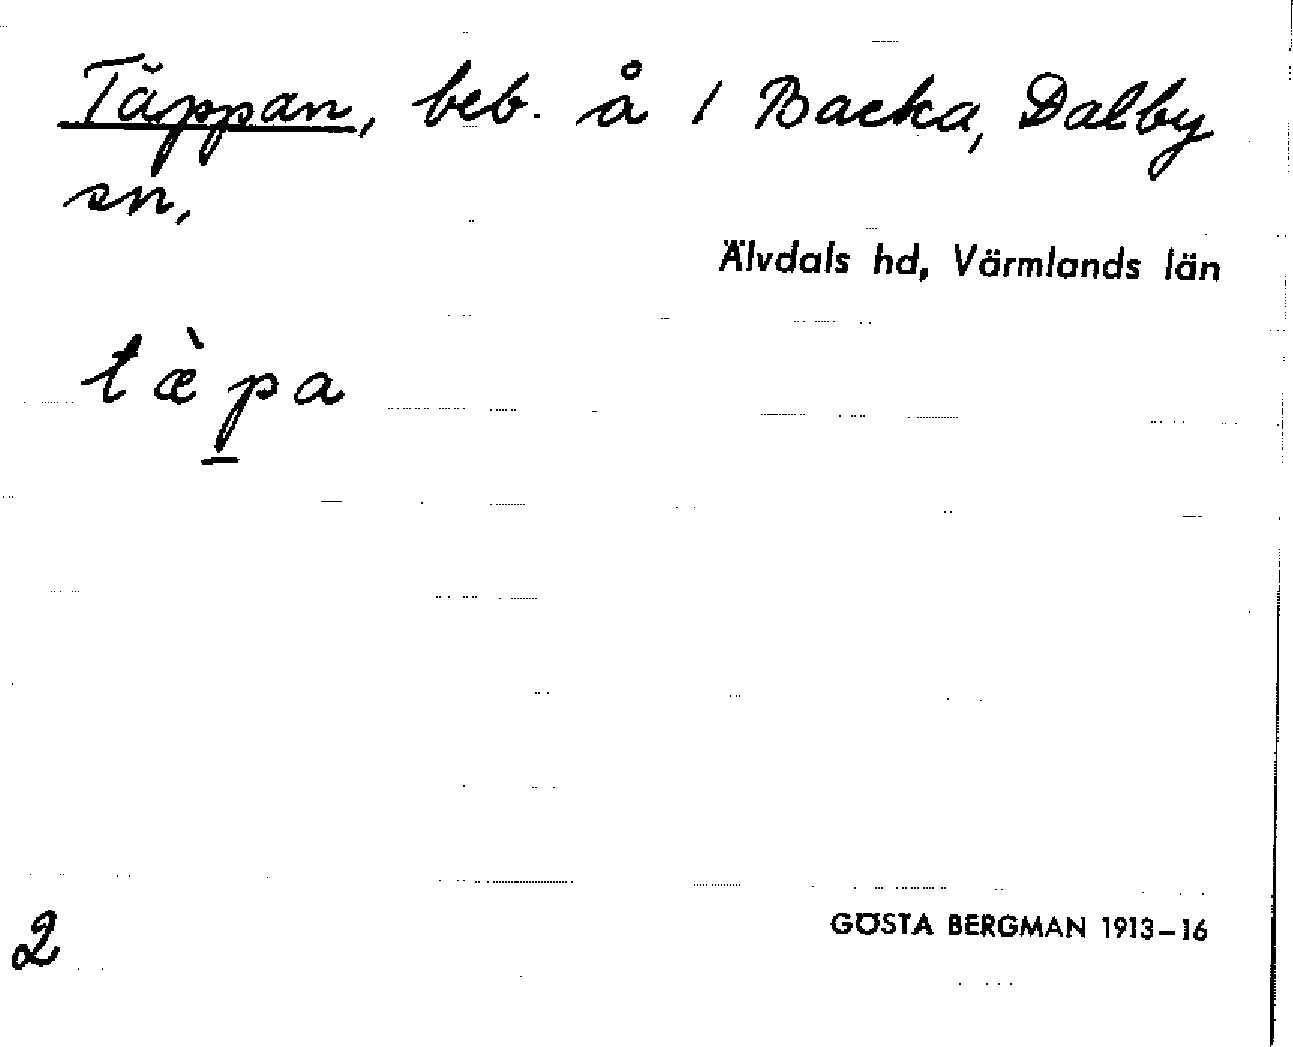 Täppan, beb. å 1 Backa, Dalby
sn,
Älvdals hd, Värmlands län
tæ̀pa
2
GÖSTA BERGMAN 1913–16